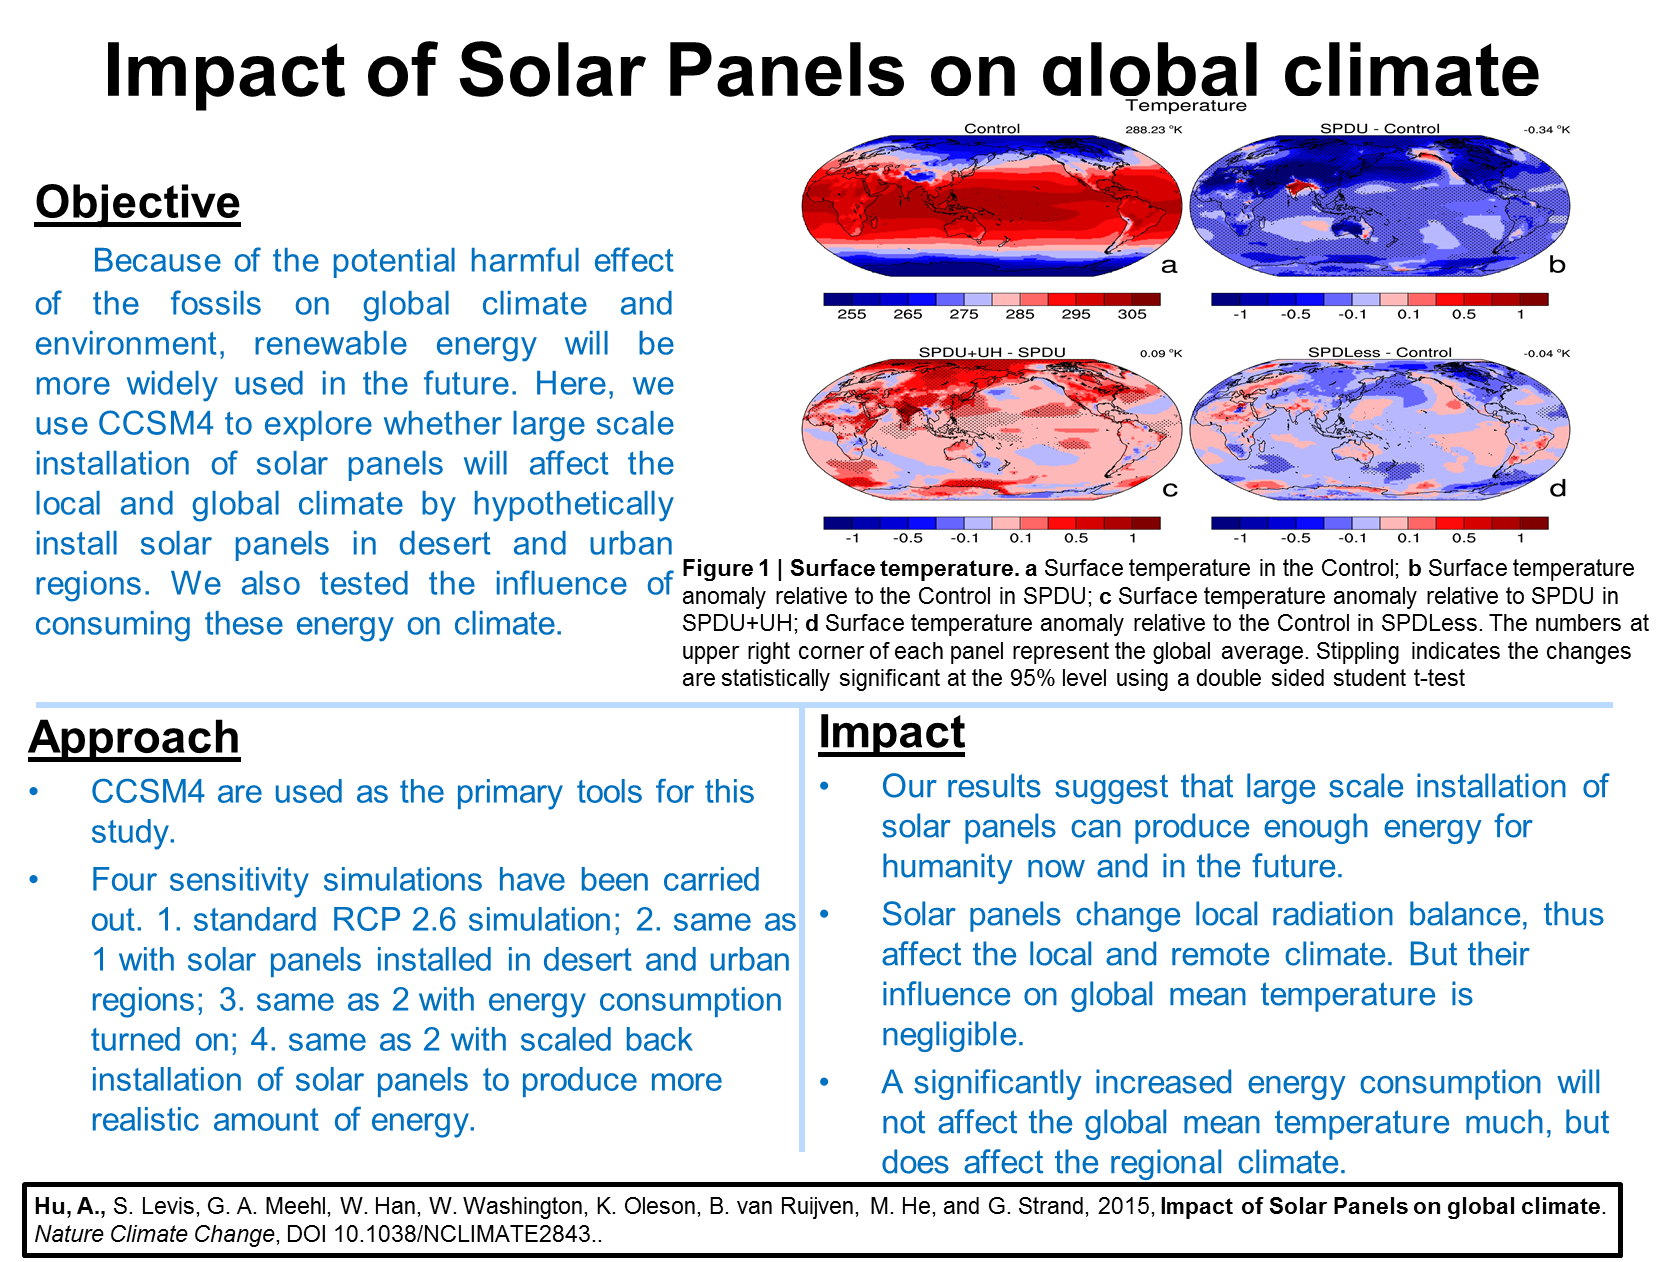 Impact of Solar Panels on global climate
Objective
Because of the potential harmful effect
of the fossils on global climate and
environment, renewable energy will be
more widely used in the future. Here, we
use CCSM4 to explore whether large scale
installation of solar panels will affect the
local and global climate by hypothetically
install solar panels in desert and urban
regions. We also tested the influence of
consuming these energy on climate.
Temperature
Control 288.23 °K
SPDU - Control -0.34 °K
a
b
255 265 275 285 295 305
-1 -0.5 -0.1 0.1 0.5 1
SPDU+UH - SPDU 0.09 °K
SPDLess - Control -0.04 °K
c
d
-1 -0.5 -0.1 0.1 0.5 1
-1 -0.5 -0.1 0.1 0.5 1
Figure 1 | Surface temperature. a Surface temperature in the Control; b Surface temperature
anomaly relative to the Control in SPDU; c Surface temperature anomaly relative to SPDU in
SPDU+UH; d Surface temperature anomaly relative to the Control in SPDLess. The numbers at
upper right corner of each panel represent the global average. Stippling indicates the changes
are statistically significant at the 95% level using a double sided student t-test
Approach
• CCSM4 are used as the primary tools for this
study.
• Four sensitivity simulations have been carried
out. 1. standard RCP 2.6 simulation; 2. same as
1 with solar panels installed in desert and urban
regions; 3. same as 2 with energy consumption
turned on; 4. same as 2 with scaled back
installation of solar panels to produce more
realistic amount of energy.
Impact
• Our results suggest that large scale installation of
solar panels can produce enough energy for
humanity now and in the future.
• Solar panels change local radiation balance, thus
affect the local and remote climate. But their
influence on global mean temperature is
negligible.
• A significantly increased energy consumption will
not affect the global mean temperature much, but
does affect the regional climate.
Hu, A., S. Levis, G. A. Meehl, W. Han, W. Washington, K. Oleson, B. van Ruijven, M. He, and G. Strand, 2015, Impact of Solar Panels on global climate.
Nature Climate Change, DOI 10.1038/NCLIMATE2843..